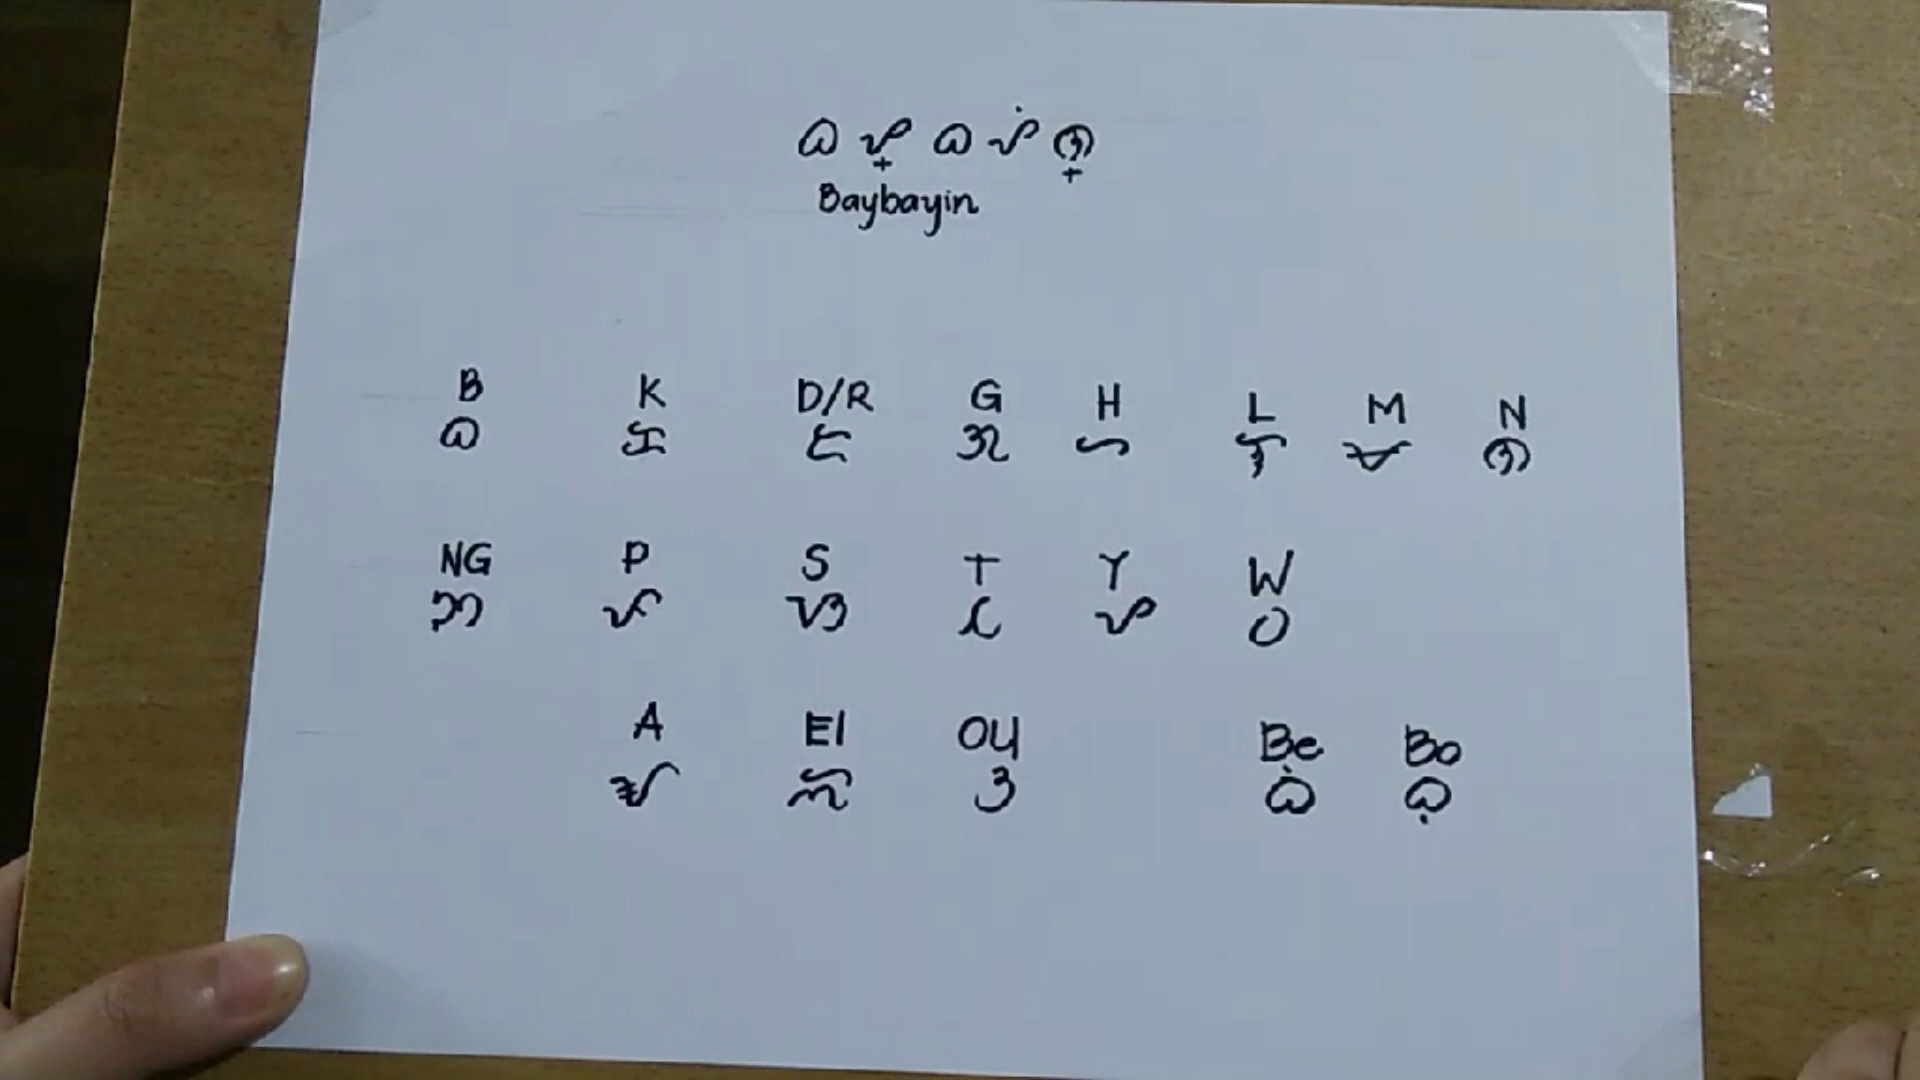 ᜊᜌ᜔ᜊᜌᜒᜈ᜔
Baybayin
B K D/R G H L M N
ᜊ ᜃ ᜇ ᜄ ᜑ ᜎ ᜋ ᜈ
NG P S T Y W
ᜅ ᜉ ᜐ ᜆ ᜌ ᜏ
A EI OU Be Bo
ᜀ ᜁ ᜂ ᜊᜒ ᜊᜓ